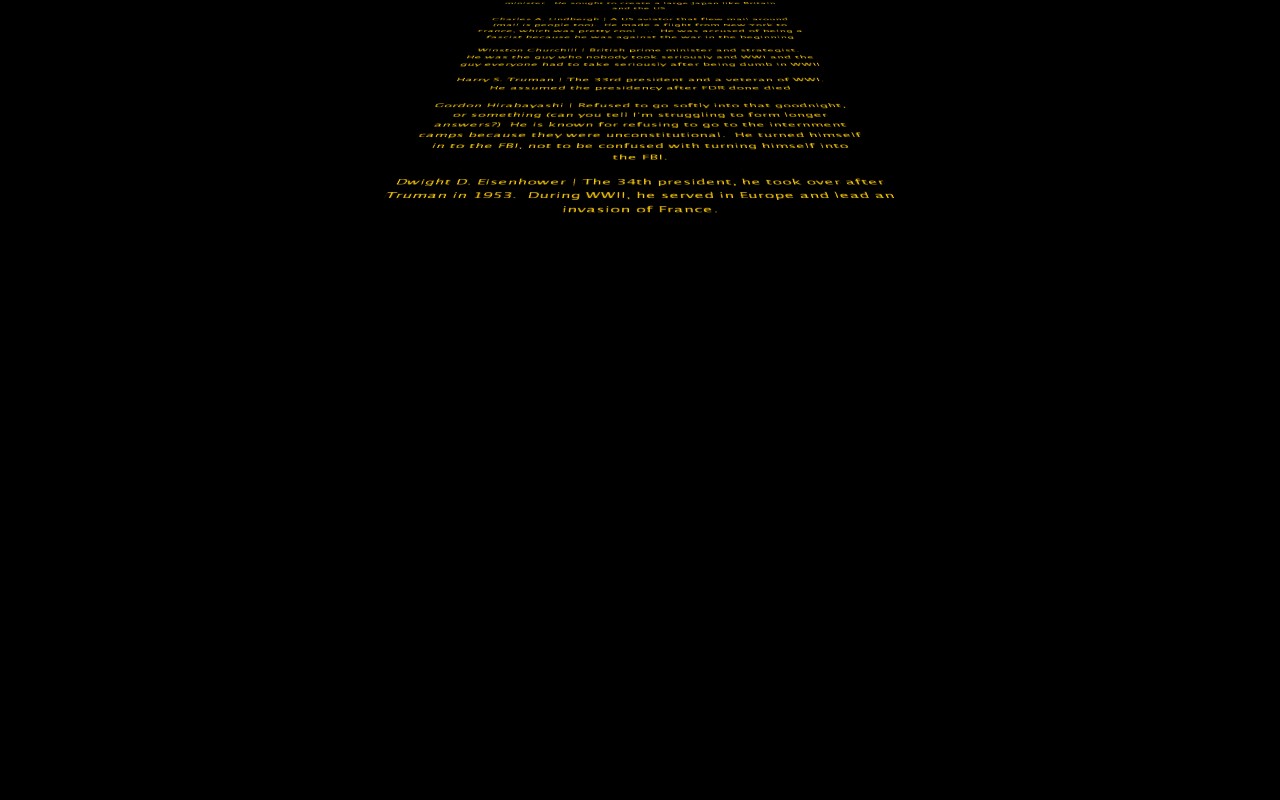 minister. He sought to create a large Japan like Britain
and the US
Charles A. Lindbergh | A US aviator that flew mail around
(mail is people too). He made a flight from New York to
France, which was pretty cool. He was accused of being a
fascist because he was against the war in the beginning
Winston Churchill | British prime minister and strategist.
He was the guy who nobody took seriously and WWI and the
guy everyone had to take seriously after being dumb in WWII
Harry S. Truman | The 33rd president and a veteran of WWI.
He assumed the presidency after FDR done died
Gordon Hirabayashi | Refused to go softly into that goodnight,
or something (can you tell I'm struggling to form longer
answers?) He is known for refusing to go to the internment
camps because they were unconstitutional. He turned himself
in to the FBI, not to be confused with turning himself into
the FBI.
Dwight D. Eisenhower | The 34th president, he took over after
Truman in 1953. During WWII, he served in Europe and lead an
invasion of France.